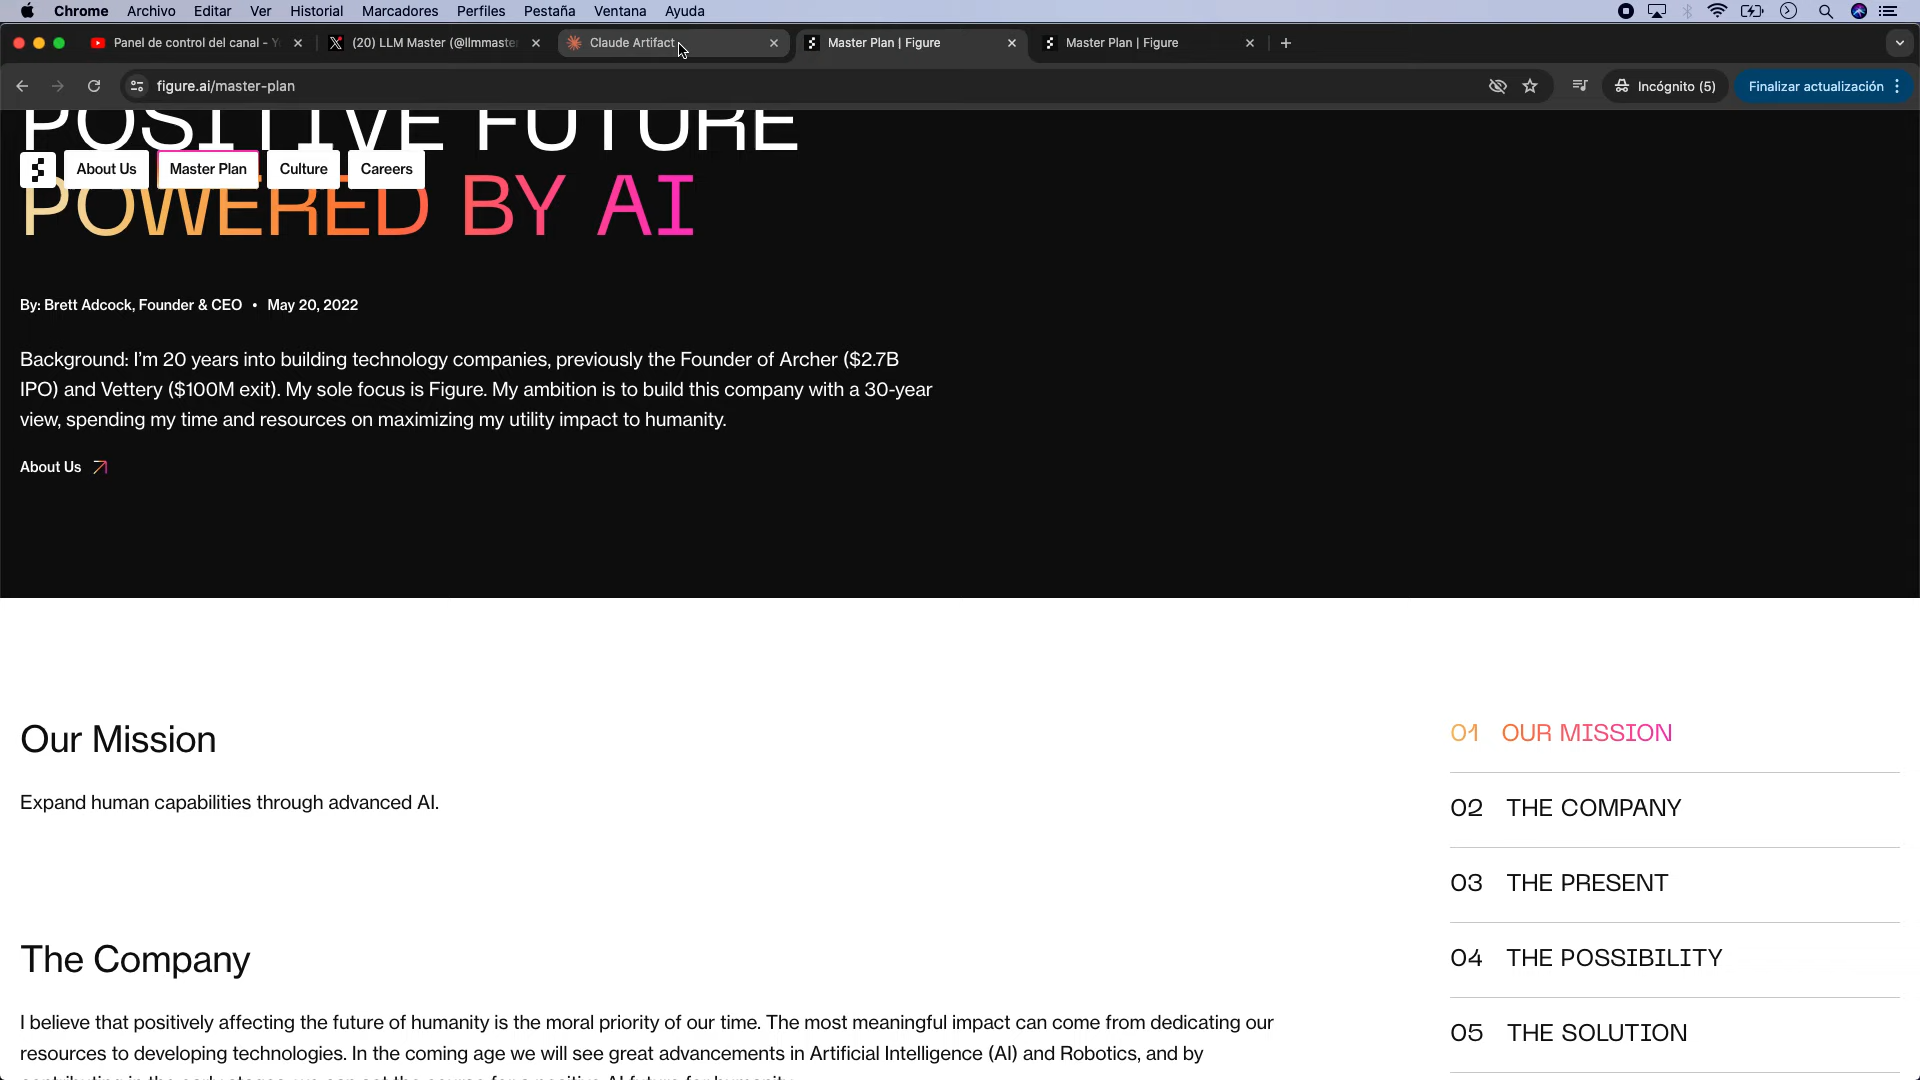 Chrome Archivo Editar Ver Historial Marcadores Perfiles Pestaña Ventana Ayuda
Panel de control del canal - Y
(20) LLM Master (@llmmaste
Claude Artifact
Master Plan | Figure
Master Plan | Figure
figure.ai/master-plan
Incógnito (5)
Finalizar actualización
POSITIVE FUTURE
About Us Master Plan Culture Careers
POWERED BY AI
By: Brett Adcock, Founder & CEO • May 20, 2022
Background: I'm 20 years into building technology companies, previously the Founder of Archer ($2.7B
IPO) and Vettery ($100M exit). My sole focus is Figure. My ambition is to build this company with a 30-year
view, spending my time and resources on maximizing my utility impact to humanity.
About Us
Our Mission
Expand human capabilities through advanced AI.
The Company
I believe that positively affecting the future of humanity is the moral priority of our time. The most meaningful impact can come from dedicating our
resources to developing technologies. In the coming age we will see great advancements in Artificial Intelligence (AI) and Robotics, and by
01 OUR MISSION
02 THE COMPANY
03 THE PRESENT
04 THE POSSIBILITY
05 THE SOLUTION